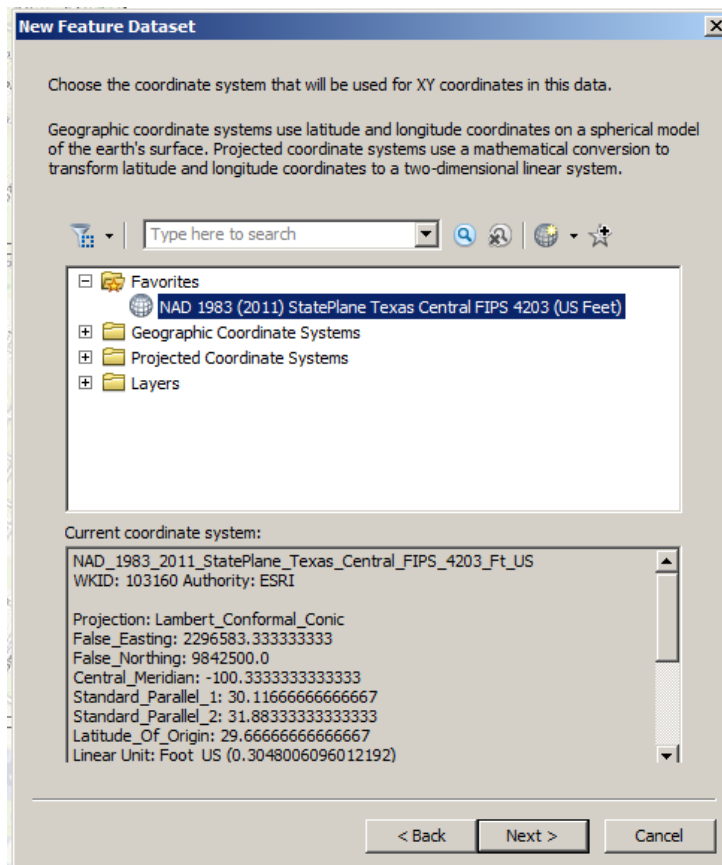 New Feature Dataset
Choose the coordinate system that will be used for XY coordinates in this data.
Geographic coordinate systems use latitude and longitude coordinates on a spherical model
of the earth's surface. Projected coordinate systems use a mathematical conversion to
transform latitude and longitude coordinates to a two-dimensional linear system.
Type here to search
Favorites
NAD 1983 (2011) StatePlane Texas Central FIPS 4203 (US Feet)
Geographic Coordinate Systems
Projected Coordinate Systems
Layers
Current coordinate system:
NAD_1983_2011_StatePlane_Texas_Central_FIPS_4203_Ft_US
WKID: 103160 Authority: ESRI
Projection: Lambert_Conformal_Conic
False_Easting: 2296583.333333333
False_Northing: 9842500.0
Central_Meridian: -100.3333333333333
Standard_Parallel_1: 30.11666666666667
Standard_Parallel_2: 31.88333333333333
Latitude_Of_Origin: 29.66666666666667
Linear Unit: Foot_US (0.3048006096012192)
< Back
Next >
Cancel